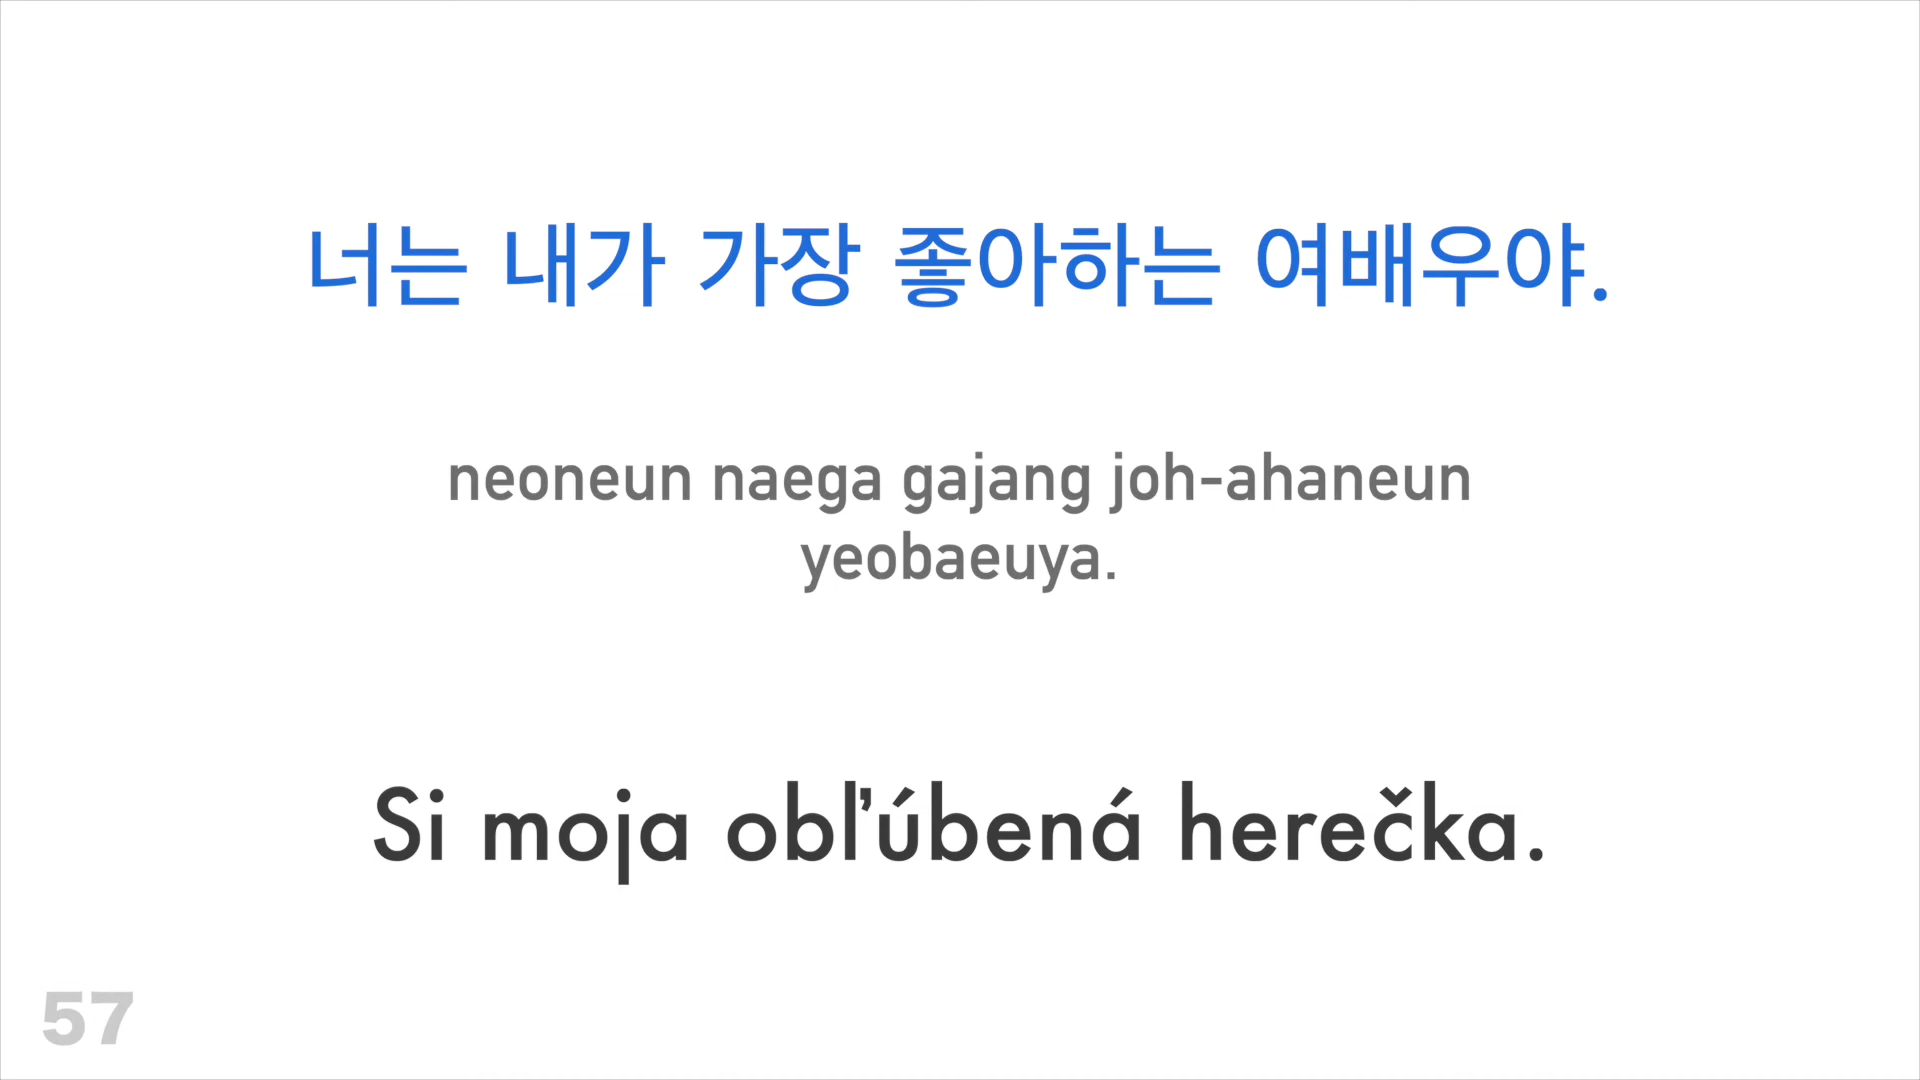 너는 내가 가장 좋아하는 여배우야.
neoneun naega gajang joh-ahaneun
yeobaeuya.
Si moja obľúbená herečka.
57